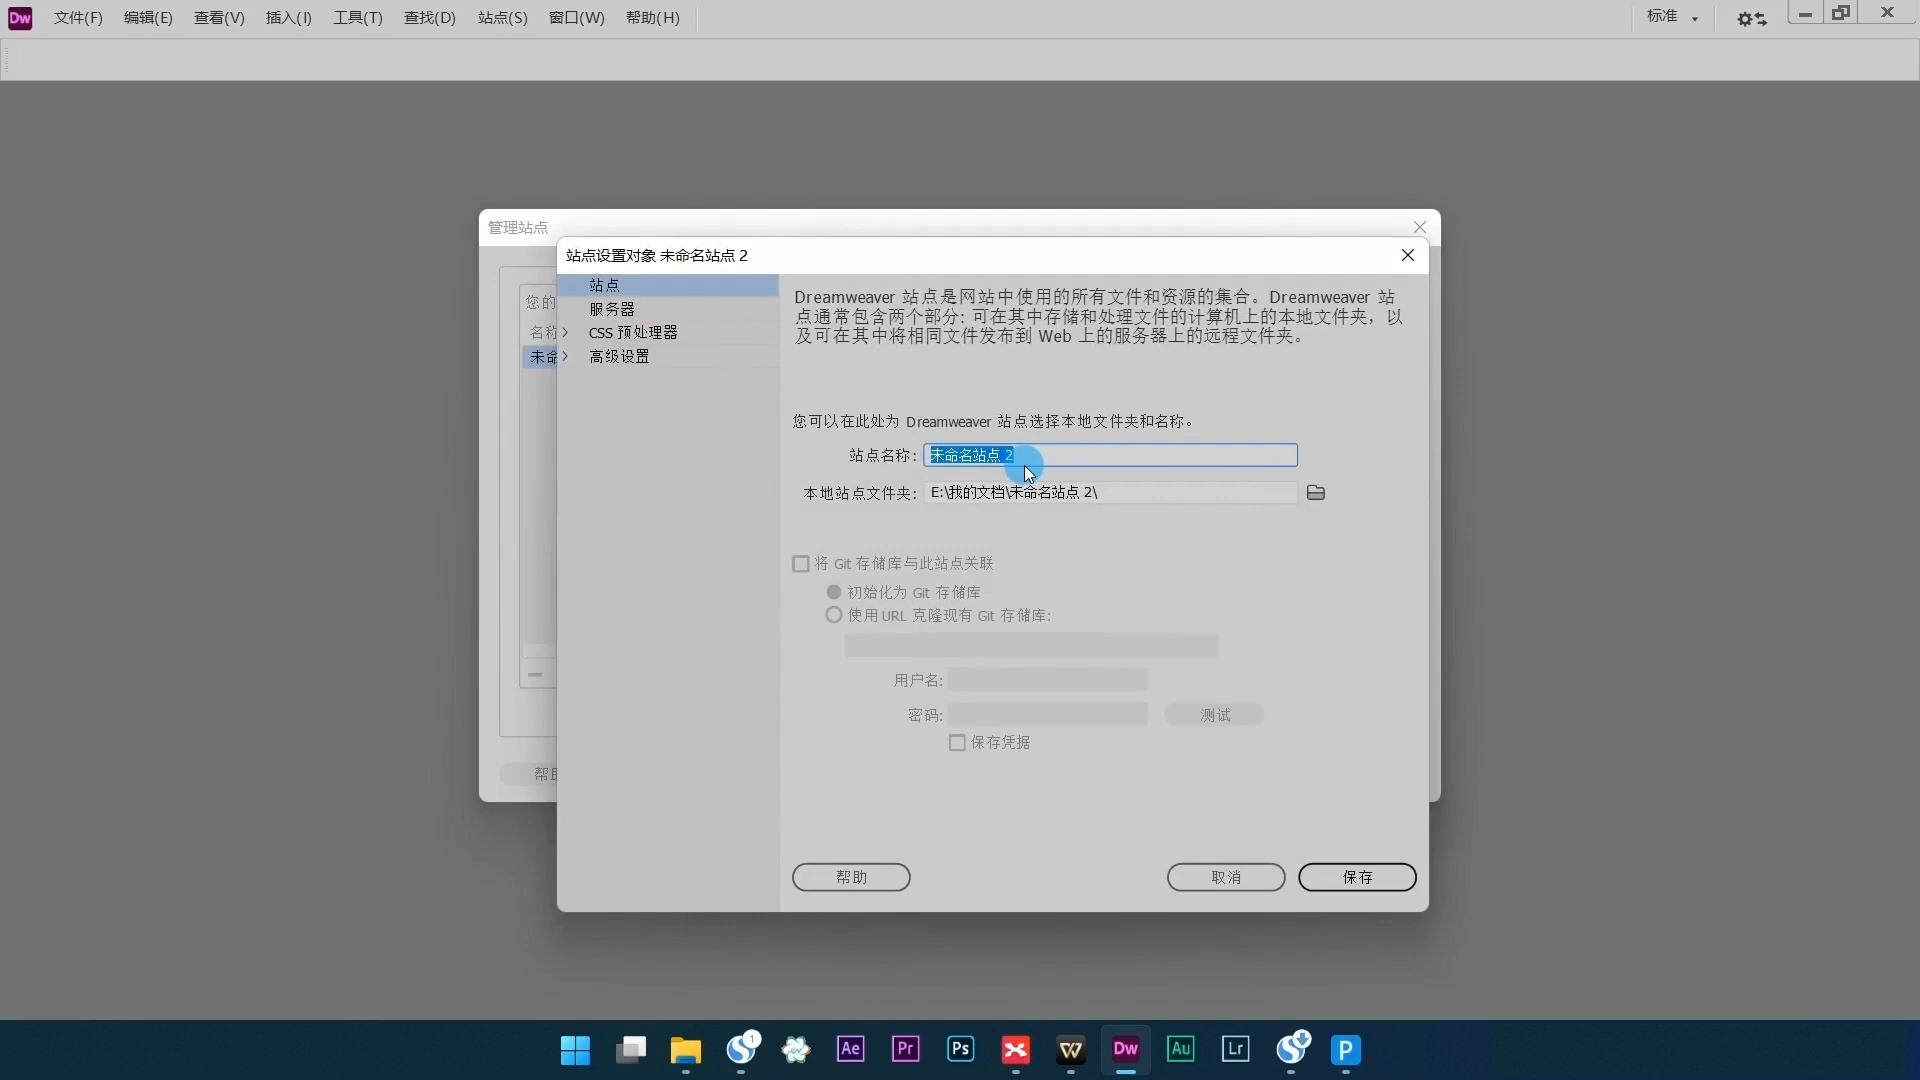 Dw 文件(F) 编辑(E) 查看(V) 插入(I) 工具(T) 查找(D) 站点(S) 窗口(W) 帮助(H) 标准
管理站点
站点设置对象 未命名站点 2
您的
名称
未命
帮
站点
服务器
CSS 预处理器
高级设置
Dreamweaver 站点是网站中使用的所有文件和资源的集合。Dreamweaver 站
点通常包含两个部分: 可在其中存储和处理文件的计算机上的本地文件夹, 以
及可在其中将相同文件发布到 Web 上的服务器上的远程文件夹。
您可以在此处为 Dreamweaver 站点选择本地文件夹和名称。
站点名称: 未命名站点 2
本地站点文件夹: E:\我的文档\未命名站点 2\
将 Git 存储库与此站点关联
初始化为 Git 存储库
使用 URL 克隆现有 Git 存储库:
用户名:
密码: 测试
保存凭据
帮助 取消 保存
1 Ae Pr Ps W Dw Au Lr P